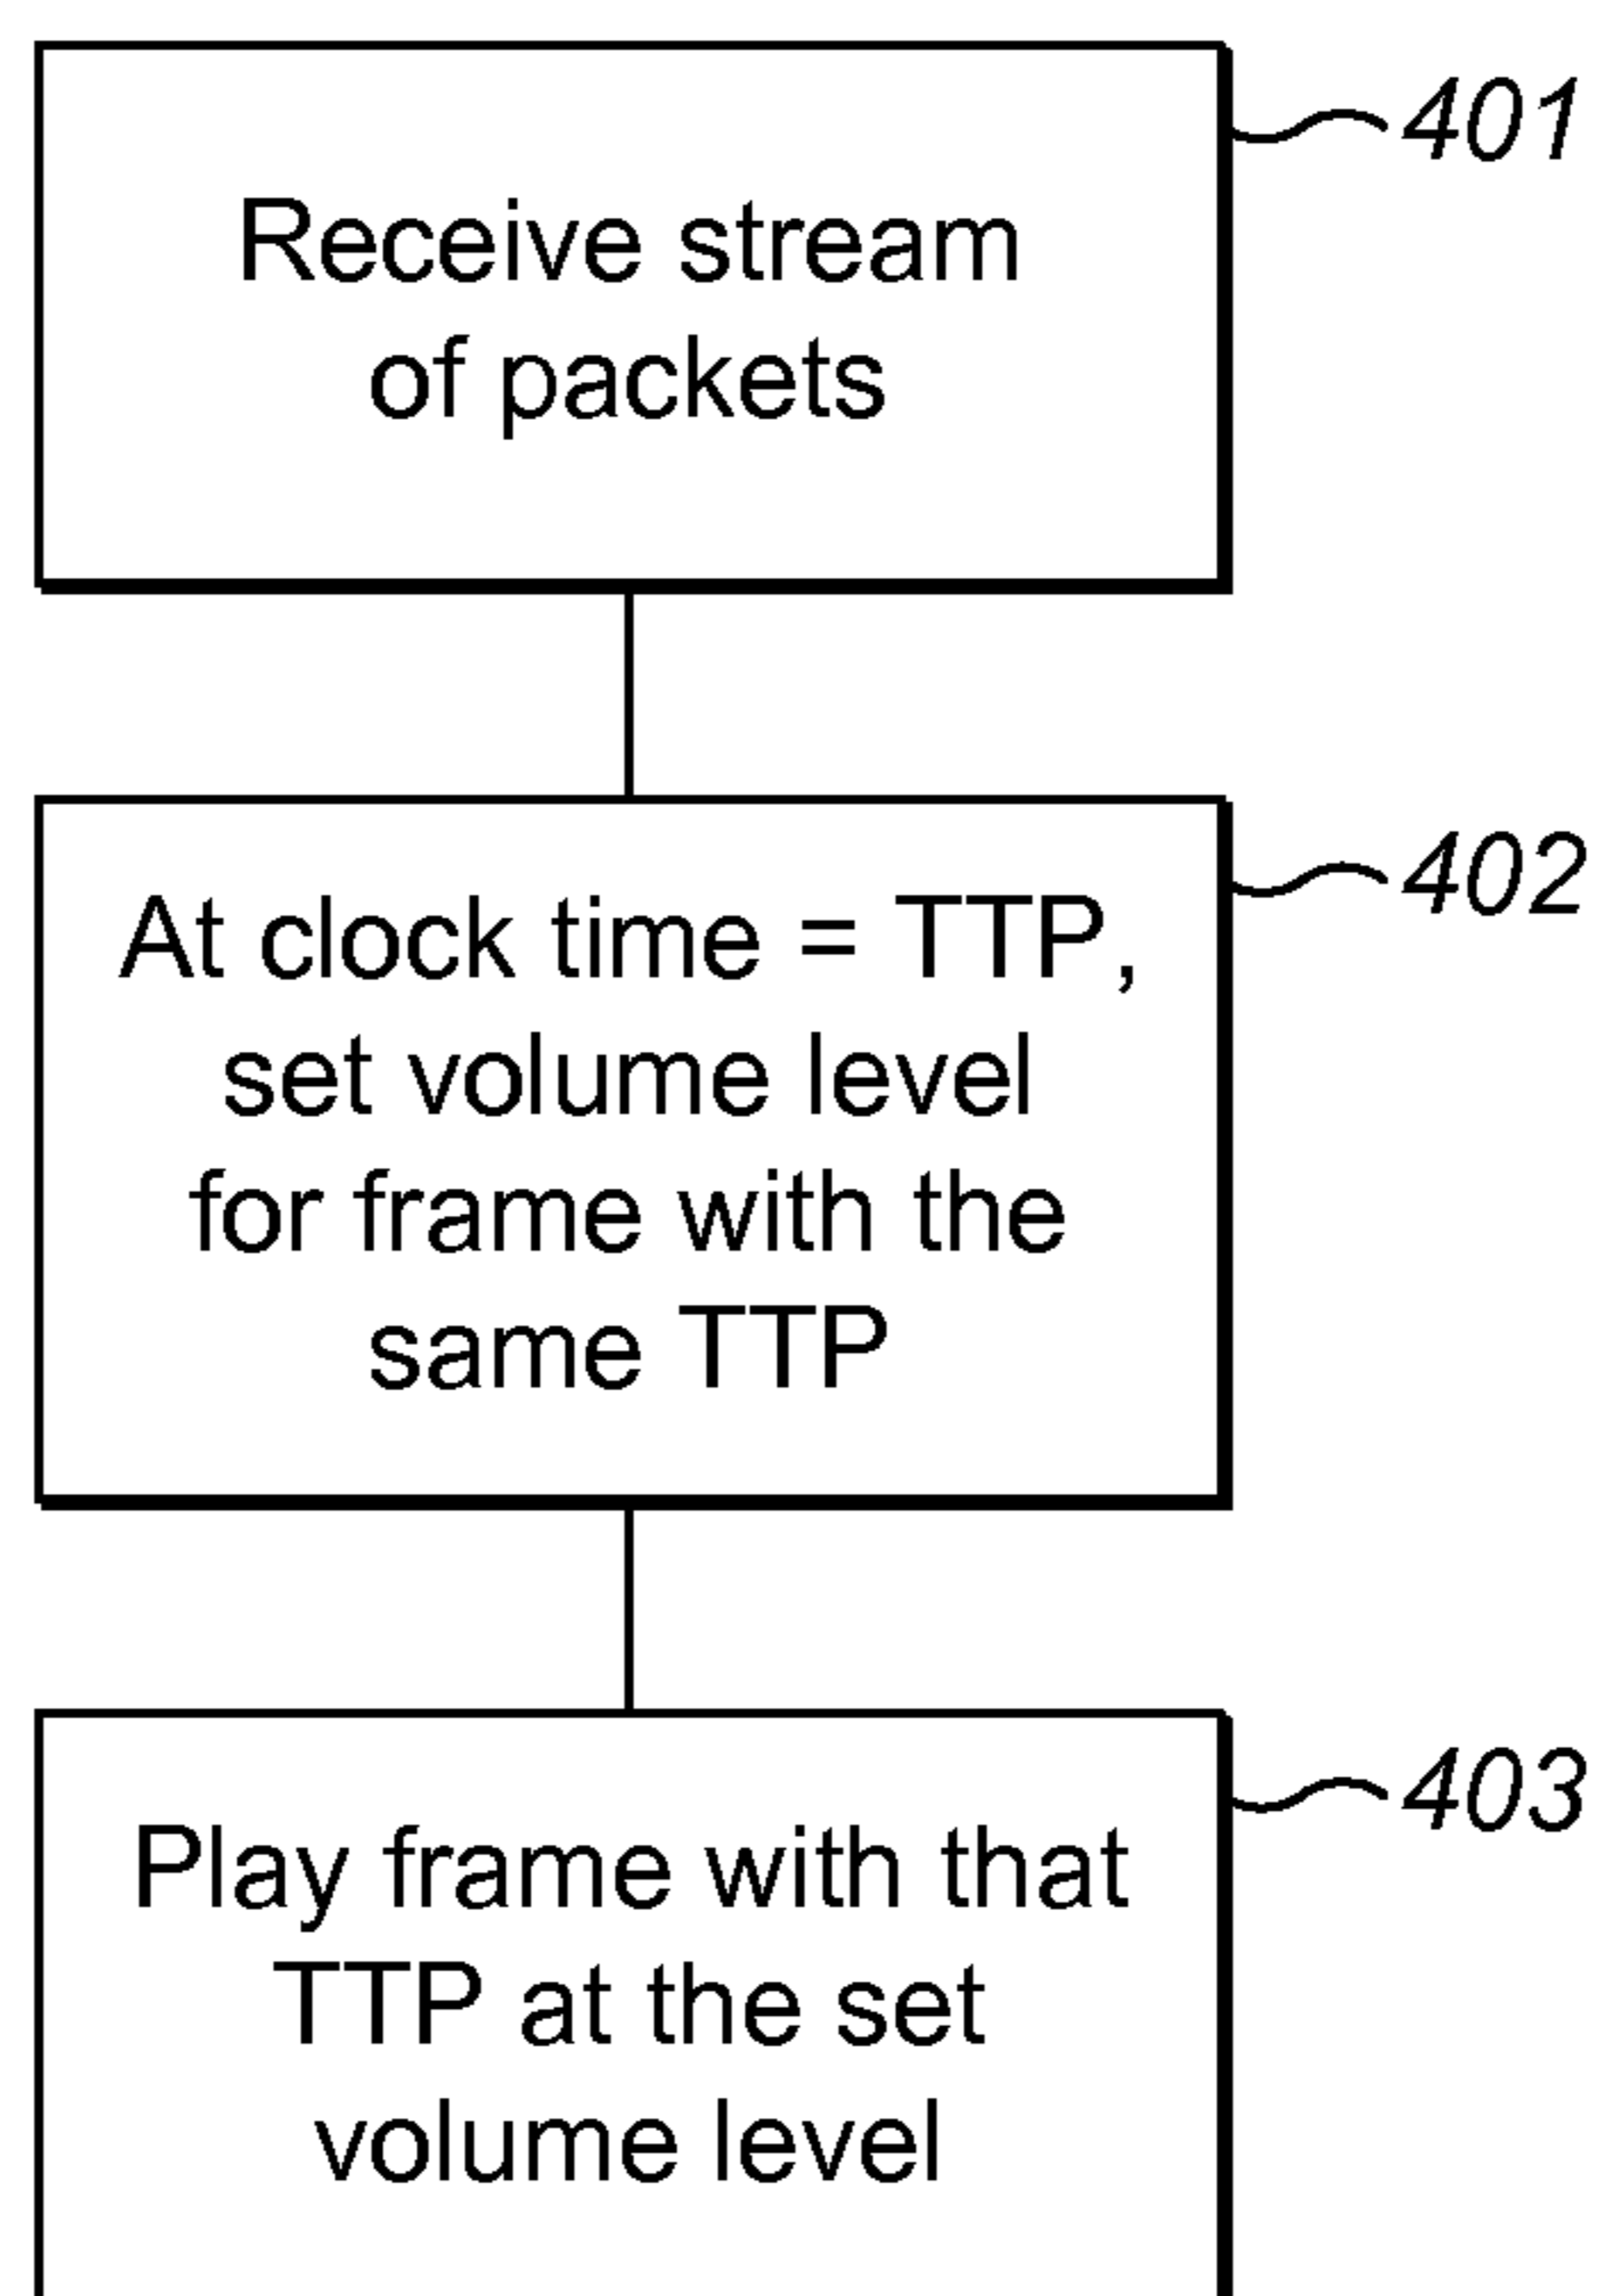 401
Receive stream
of packets
402
At clock time = TTP,
set volume level
for frame with the
same TTP
403
Play frame with that
TTP at the set
volume level